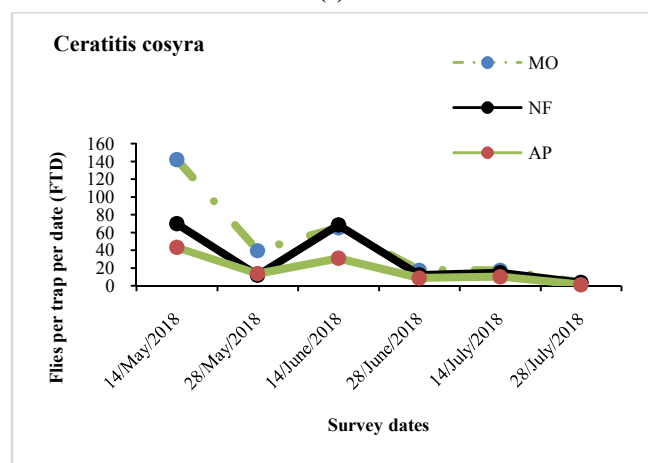 Ceratitis cosyra
MO
NF
AP
Flies per trap per date (FTD)
160
140
120
100
80
60
40
20
0
14/May/2018
28/May/2018
14/June/2018
28/June/2018
14/July/2018
28/July/2018
Survey dates